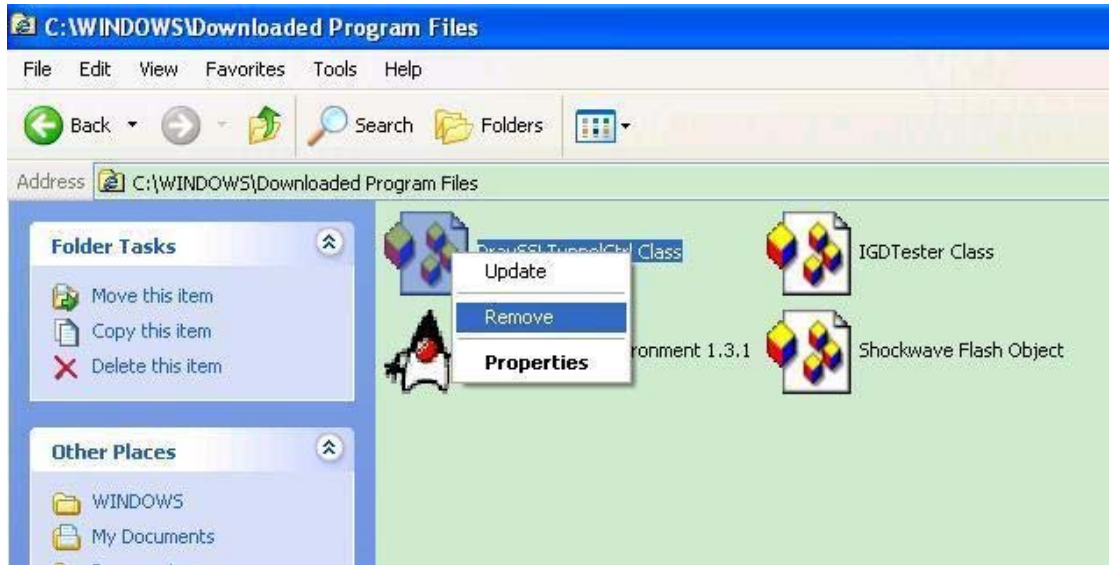 C:\WINDOWS\Downloaded Program Files
File Edit View Favorites Tools Help
Back Search Folders
Address C:\WINDOWS\Downloaded Program Files
Folder Tasks
Move this item
Copy this item
Delete this item
Other Places
WINDOWS
My Documents
DraySSLTunnelCtrl Class
IGDTester Class
Update
Remove
Properties
ronment 1.3.1
Shockwave Flash Object